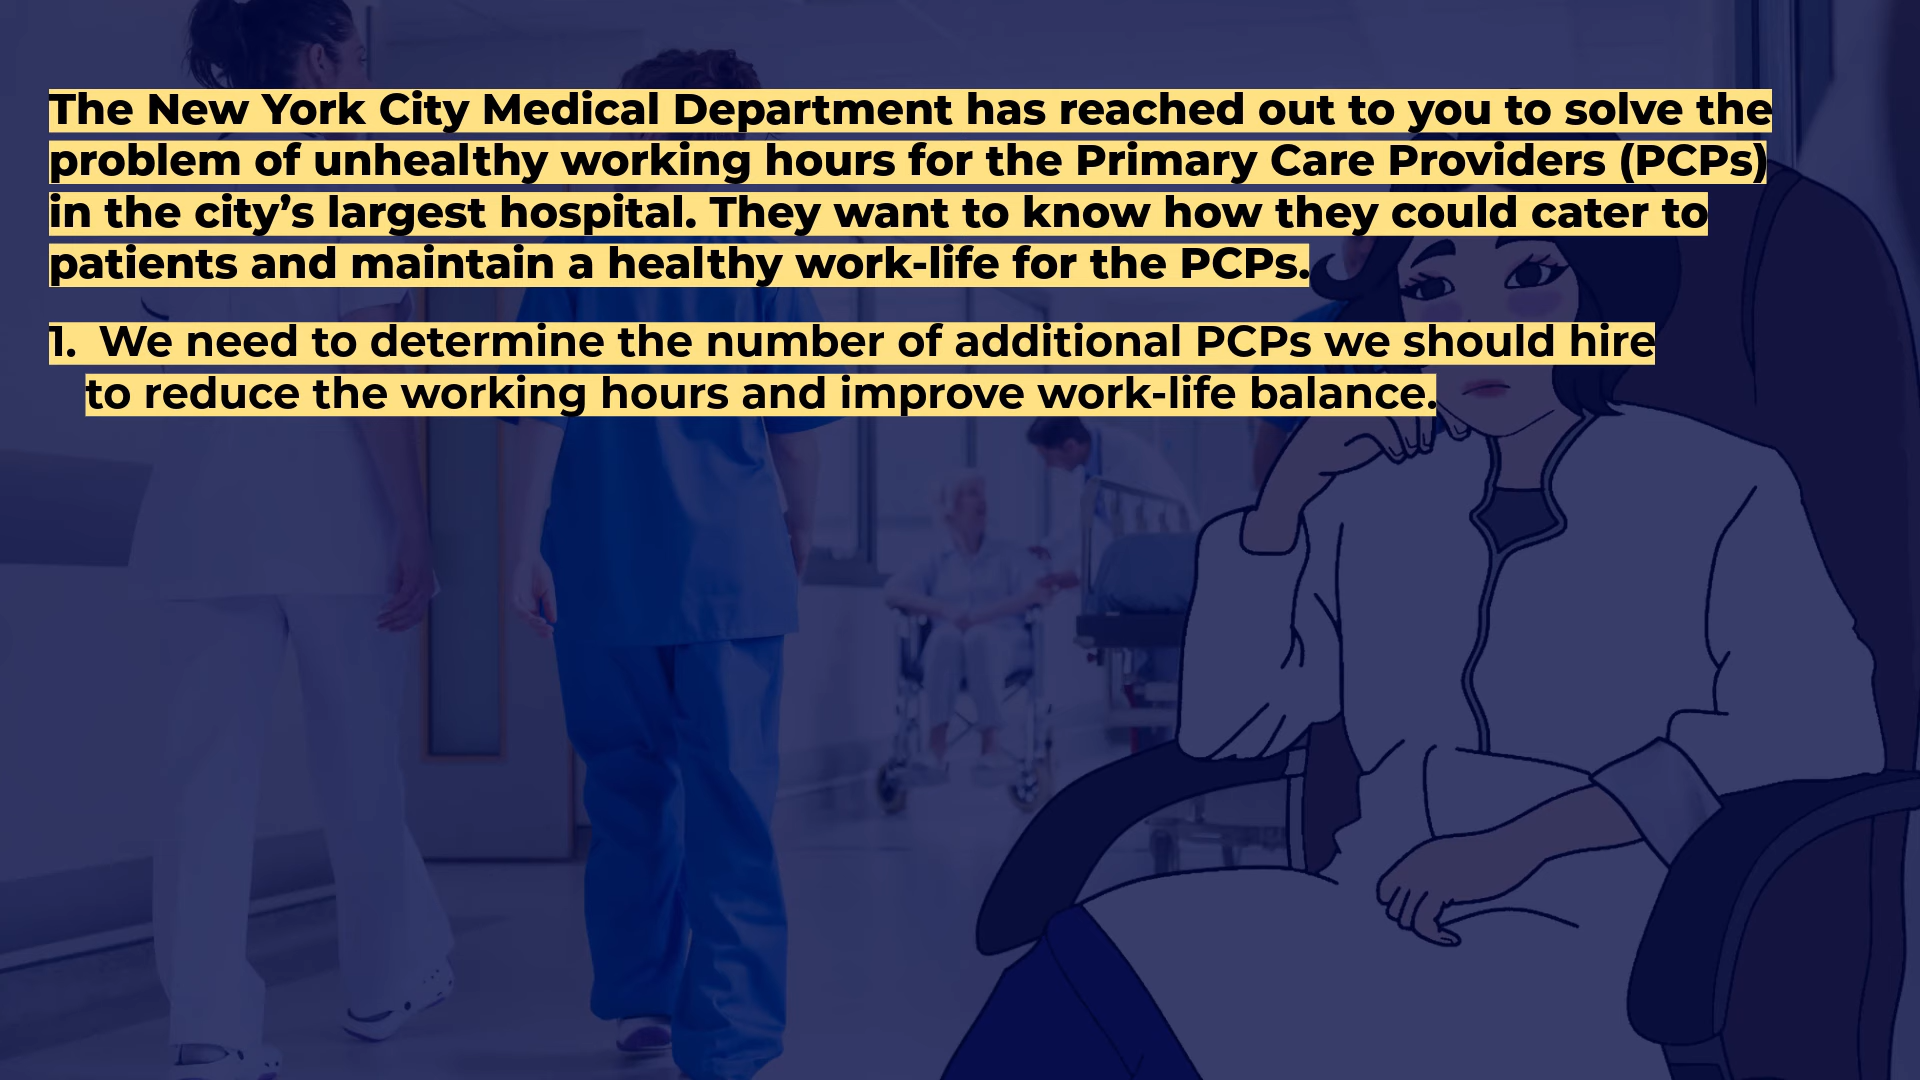 The New York City Medical Department has reached out to you to solve the
problem of unhealthy working hours for the Primary Care Providers (PCPs)
in the city’s largest hospital. They want to know how they could cater to
patients and maintain a healthy work-life for the PCPs.
1. We need to determine the number of additional PCPs we should hire
to reduce the working hours and improve work-life balance.